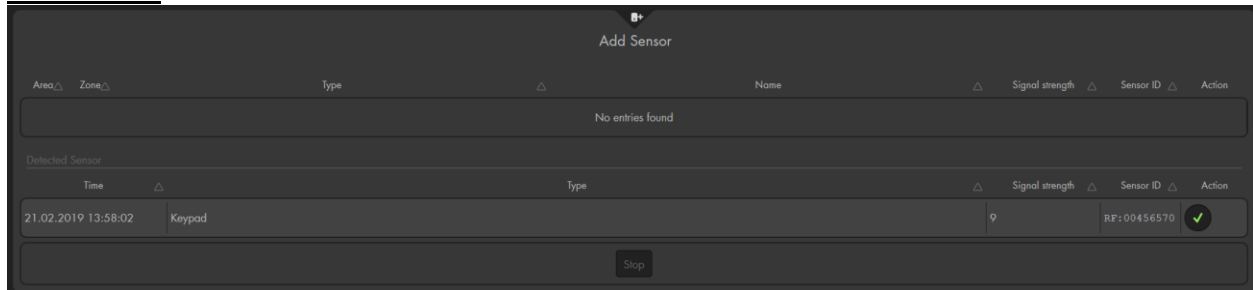 Add Sensor
Area Zone Type Name Signal strength Sensor ID Action
No entries found
Detected Sensor
Time Type Signal strength Sensor ID Action
21.02.2019 13:58:02 Keypad 9 RF:00456570
Stop